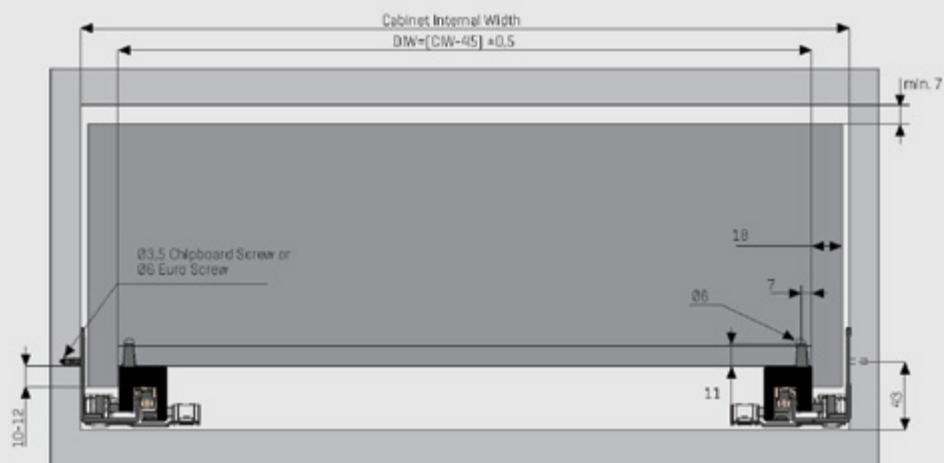 Cabinet Internal Width
DIW=(CIW-45) ±0,5
min. 7
Ø3,5 Chipboard Screw or
Ø6 Euro Screw
18
7
Ø6
11
43
10-12